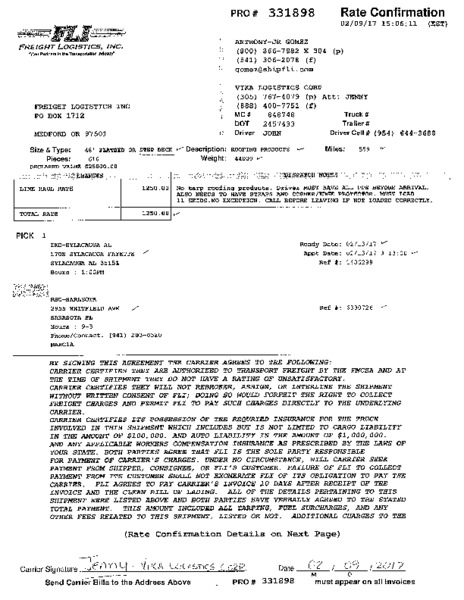 PRO# 331898 Rate Confirmation
02/09/17 15:06:11 (EST)
FLI
FREIGHT LOGISTICS, INC.
ANTHONY-JR GOMEZ
(800) 366-7882 X 304 (p)
(541) 306-2078 (f)
gomez@shipfli.com
VIKA LOGISTICS CORP
(305) 767-4079 (p) Att: JENNY
(888) 400-7751 (f)
FREIGHT LOGISTICS INC
PO BOX 1712
MC # 848748 Truck #
DOT 2457433 Trailer #
MEDFORD OR 97501
Driver JOHN Driver Cell # (954) 644-3688
Size & Type: 48' FLATBED OR STEP DECK Description: ROOFING PRODUCTS Miles: 559
Pieces: 616 Weight: 44000
DECLARED VALUE $25000.00
CHARGES DISPATCH NOTES
LINE HAUL RATE 1250.00 No tarp roofing products. Driver MUST HAVE ALL PPE BEFORE ARRIVAL.
ALSO NEEDS TO HAVE STRAPS AND CORNER/EDGE PROTECTOR. MUST LOAD
11 SKIDS.NO EXCEPTION. CALL BEFORE LEAVING IF NOT LOADED CORRECTLY.
TOTAL RATE 1250.00
PICK 1
IKO-SYLACAUGA AL Ready Date: 02/13/17
1708 SYLACAUGA FAYETTE Appt Date: 02/13/17 @ 13:00
SYLACAUGA AL 35151 Ref #: 1406299
Hours : 1:00PM
RSG-SARASOTA Ref #: 5390726
2935 WHITFIELD AVE
SARASOTA FL
Hours : 9-3
Phone/Contact: (941) 203-0520
MARCIA
BY SIGNING THIS AGREEMENT THE CARRIER AGREES TO THE FOLLOWING:
CARRIER CERTIFIES THEY ARE AUTHORIZED TO TRANSPORT FREIGHT BY THE FMCSA AND AT
THE TIME OF SHIPMENT THEY DO NOT HAVE A RATING OF UNSATISFACTORY.
CARRIER CERTIFIES THEY WILL NOT REBROKER, ASSIGN, OR INTERLINE THE SHIPMENT
WITHOUT WRITTEN CONSENT OF FLI; DOING SO WOULD FORFEIT THE RIGHT TO COLLECT
FREIGHT CHARGES AND PERMIT FLI TO PAY SUCH CHARGES DIRECTLY TO THE UNDERLYING
CARRIER.
CARRIER CERTIFIES ITS POSSESSION OF THE REQUIRED INSURANCE FOR THE TRUCK
INVOLVED IN THIS SHIPMENT WHICH INCLUDES BUT IS NOT LIMTED TO CARGO LIABILITY
IN THE AMOUNT OF $100,000. AND AUTO LIABILITY IN THE AMOUNT OF $1,000,000.
AND ANY APPLICABLE WORKERS COMPENSATION INSURANCE AS PRESCRIBED BY THE LAWS OF
YOUR STATE. BOTH PARTIES AGREE THAT FLI IS THE SOLE PARTY RESPONSIBLE
FOR PAYMENT OF CARRIER'S CHARGES. UNDER NO CIRCUMSTANCE, WILL CARRIER SEEK
PAYMENT FROM SHIPPER, CONSIGNEE, OR FLI'S CUSTOMER. FAILURE OF FLI TO COLLECT
PAYMENT FROM ITS CUSTOMER SHALL NOT EXONERATE FLI OF ITS OBLIGATION TO PAY THE
CARRIER. FLI AGREES TO PAY CARRIER'S INVOICE 10 DAYS AFTER RECEIPT OF THE
INVOICE AND THE CLEAN BILL OF LADING. ALL OF THE DETAILS PERTAINING TO THIS
SHIPMENT WERE LISTED ABOVE AND BOTH PARTIES HAVE VERBALLY AGREED TO THE STATED
TOTAL PAYMENT. THIS AMOUNT INCLUDED ALL TARPING, FUEL SURCHARGES, AND ANY
OTHER FEES RELATED TO THIS SHIPMENT, LISTED OR NOT. ADDITIONAL CHARGES TO THE
(Rate Confirmation Details on Next Page)
Carrier Signature JENNY - VIKA LOGISTICS CORP Date 02 / 09 / 2017
M D
Send Carrier Bills to the Address Above PRO # 331898 must appear on all invoices